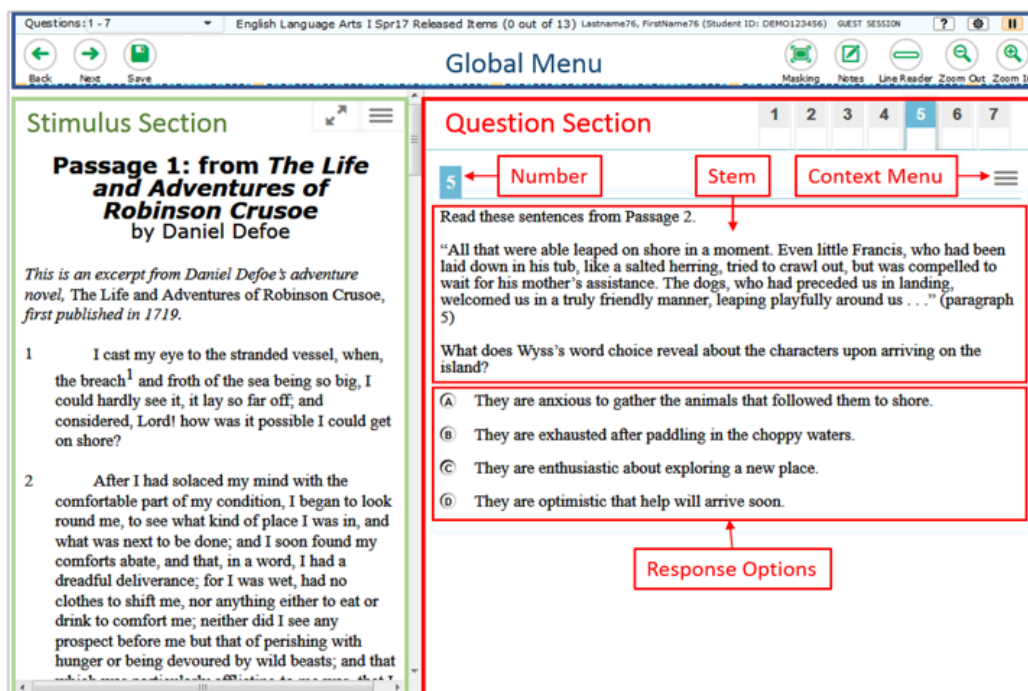 Questions: 1 - 7
English Language Arts I Spr17 Released Items (0 out of 13) Lastname76, FirstName76 (Student ID: DEMO123456) GUEST SESSION
?
Back
Next
Save
Global Menu
Masking
Notes
Line Reader
Zoom Out
Zoom In
Stimulus Section
Passage 1: from The Life
and Adventures of
Robinson Crusoe
by Daniel Defoe
This is an excerpt from Daniel Defoe's adventure
novel, The Life and Adventures of Robinson Crusoe,
first published in 1719.
1 I cast my eye to the stranded vessel, when,
the breach1 and froth of the sea being so big, I
could hardly see it, it lay so far off; and
considered, Lord! how was it possible I could get
on shore?
2 After I had solaced my mind with the
comfortable part of my condition, I began to look
round me, to see what kind of place I was in, and
what was next to be done; and I soon found my
comforts abate, and that, in a word, I had a
dreadful deliverance; for I was wet, had no
clothes to shift me, nor anything either to eat or
drink to comfort me; neither did I see any
prospect before me but that of perishing with
hunger or being devoured by wild beasts; and that
Question Section
1 2 3 4 5 6 7
5
Number
Stem
Context Menu
Read these sentences from Passage 2.
“All that were able leaped on shore in a moment. Even little Francis, who had been
laid down in his tub, like a salted herring, tried to crawl out, but was compelled to
wait for his mother’s assistance. The dogs, who had preceded us in landing,
welcomed us in a truly friendly manner, leaping playfully around us . . .” (paragraph
5)
What does Wyss’s word choice reveal about the characters upon arriving on the
island?
A They are anxious to gather the animals that followed them to shore.
B They are exhausted after paddling in the choppy waters.
C They are enthusiastic about exploring a new place.
D They are optimistic that help will arrive soon.
Response Options